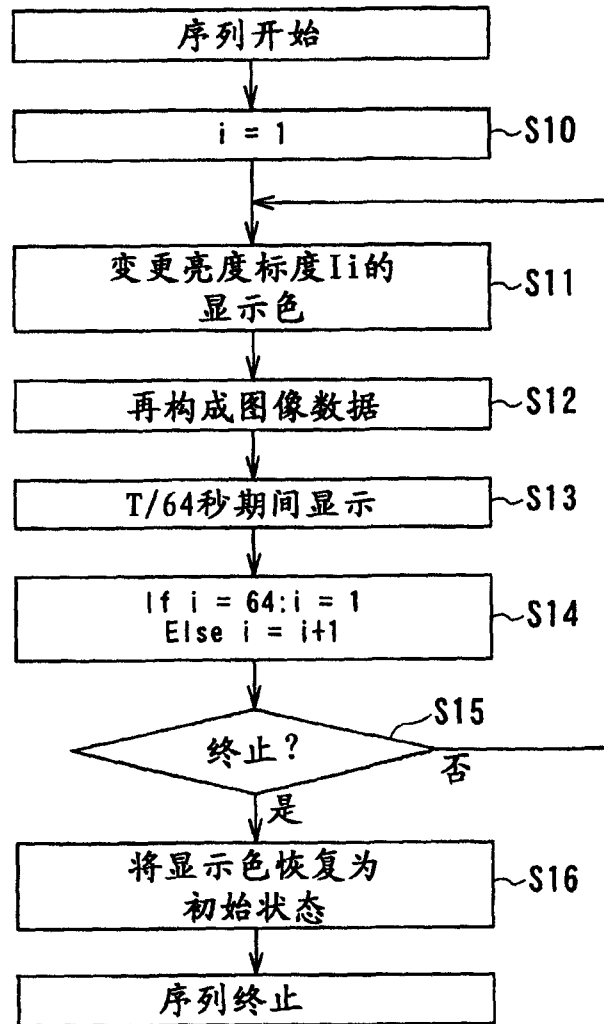 序列开始
i = 1
S10
变更亮度标度Ii的
显示色
S11
再构成图像数据
S12
T/64秒期间显示
S13
If i = 64:i = 1
Else i = i+1
S14
终止?
S15
否
是
将显示色恢复为
初始状态
S16
序列终止